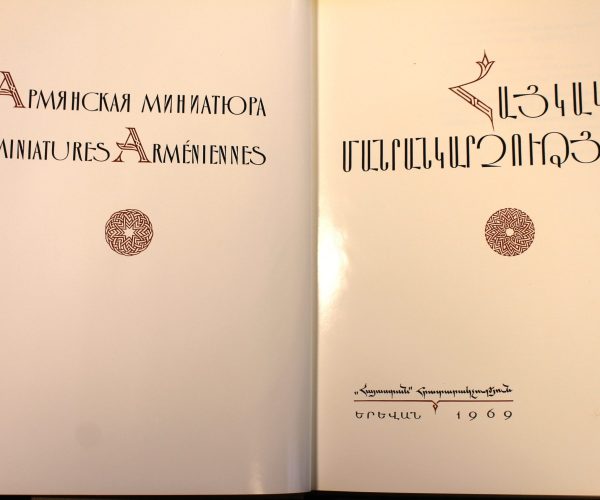 Армянская миниатюра
Miniatures Arméniennes
ՀԱՅԿԱԿ
ՄԱՆՐԱՆԿԱՐՉՈՒԹՅ
„Հայաստան" Հրատարակչություն
ԵՐԵՎԱՆ 1969